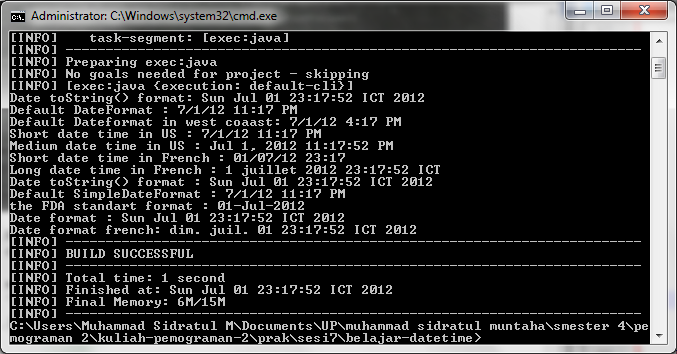 Administrator: C:\Windows\system32\cmd.exe
[INFO]    task-segment: [exec:java]
[INFO] ------------------------------------------------------------------------
[INFO] Preparing exec:java
[INFO] No goals needed for project - skipping
[INFO] [exec:java {execution: default-cli}]
Date toString() format: Sun Jul 01 23:17:52 ICT 2012
Default DateFormat : 7/1/12 11:17 PM
Default DateFormat in west coaast: 7/1/12 4:17 PM
Short date time in US : 7/1/12 11:17 PM
Medium date time in US : Jul 1, 2012 11:17:52 PM
Short date time in French : 01/07/12 23:17
Long date time in French : 1 juillet 2012 23:17:52 ICT
Date toString() format : Sun Jul 01 23:17:52 ICT 2012
Default SimpleDateFormat : 7/1/12 11:17 PM
the FDA standart format : 01-Jul-2012
Date format : Sun Jul 01 23:17:52 ICT 2012
Date format french: dim. juil. 01 23:17:52 ICT 2012
[INFO] ------------------------------------------------------------------------
[INFO] BUILD SUCCESSFUL
[INFO] ------------------------------------------------------------------------
[INFO] Total time: 1 second
[INFO] Finished at: Sun Jul 01 23:17:52 ICT 2012
[INFO] Final Memory: 6M/15M
[INFO] ------------------------------------------------------------------------
C:\Users\Muhammad Sidratul M\Documents\UP\muhammad sidratul muntaha\smester 4\pe
mograman 2\kuliah-pemograman-2\prak\sesi7\belajar-datetime>